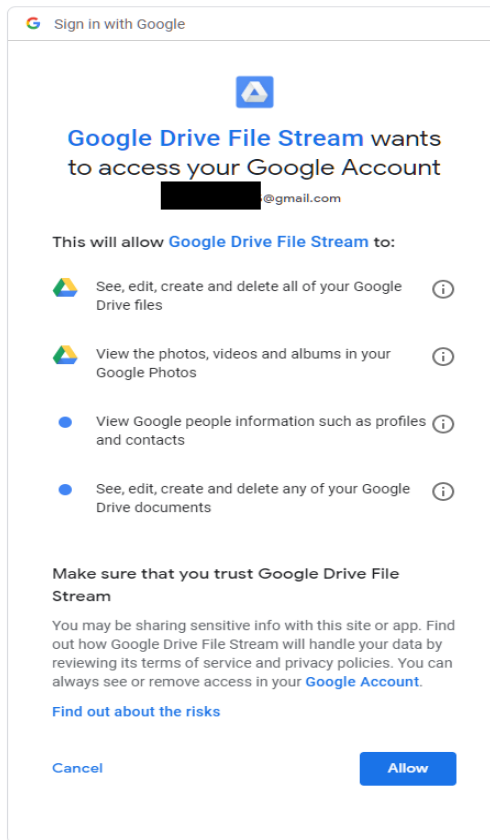 Sign in with Google
Google Drive File Stream wants
to access your Google Account
@gmail.com
This will allow Google Drive File Stream to:
See, edit, create and delete all of your Google
Drive files
View the photos, videos and albums in your
Google Photos
View Google people information such as profiles
and contacts
See, edit, create and delete any of your Google
Drive documents
Make sure that you trust Google Drive File
Stream
You may be sharing sensitive info with this site or app. Find
out how Google Drive File Stream will handle your data by
reviewing its terms of service and privacy policies. You can
always see or remove access in your Google Account.
Find out about the risks
Cancel
Allow